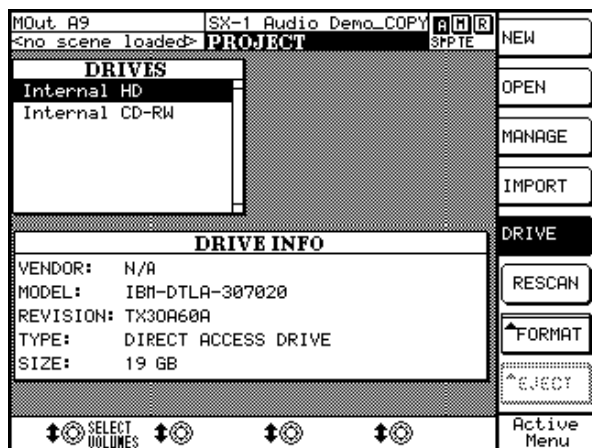 MOut A9
SX-1 Audio Demo_COPY
A M R
<no scene loaded>
PROJECT
SMPTE
NEW
DRIVES
Internal HD
Internal CD-RW
OPEN
MANAGE
IMPORT
DRIVE
DRIVE INFO
VENDOR: N/A
MODEL: IBM-DTLA-307020
REVISION: TX3OA60A
TYPE: DIRECT ACCESS DRIVE
SIZE: 19 GB
RESCAN
FORMAT
EJECT
SELECT
VOLUMES
Active
Menu